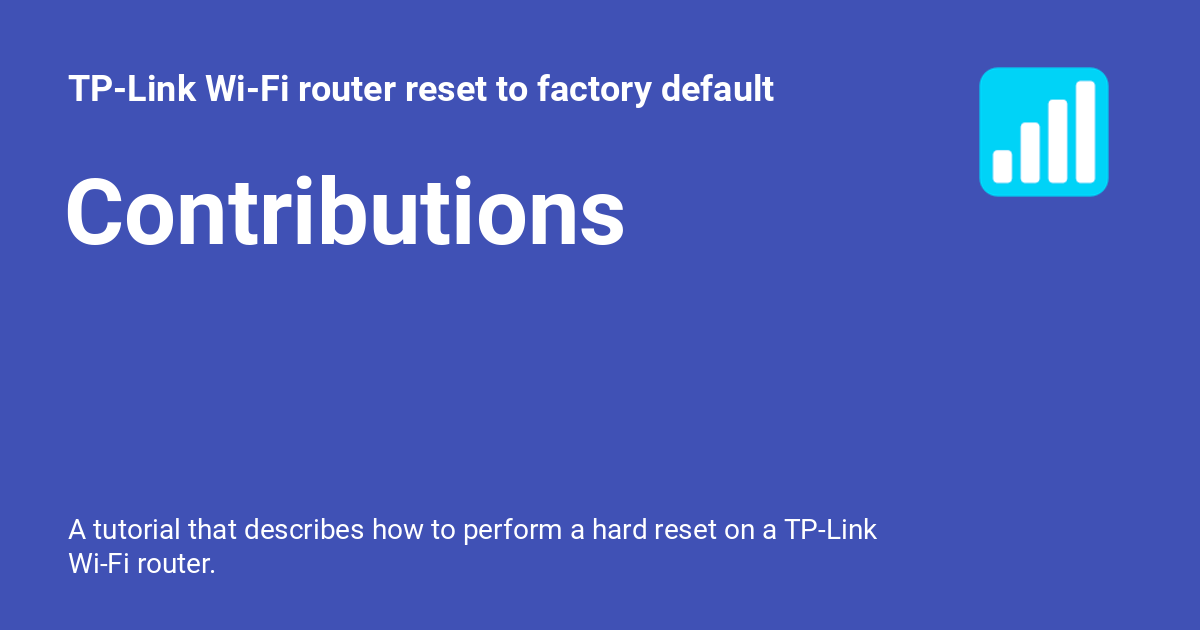 TP-Link Wi-Fi router reset to factory default
Contributions
A tutorial that describes how to perform a hard reset on a TP-Link
Wi-Fi router.